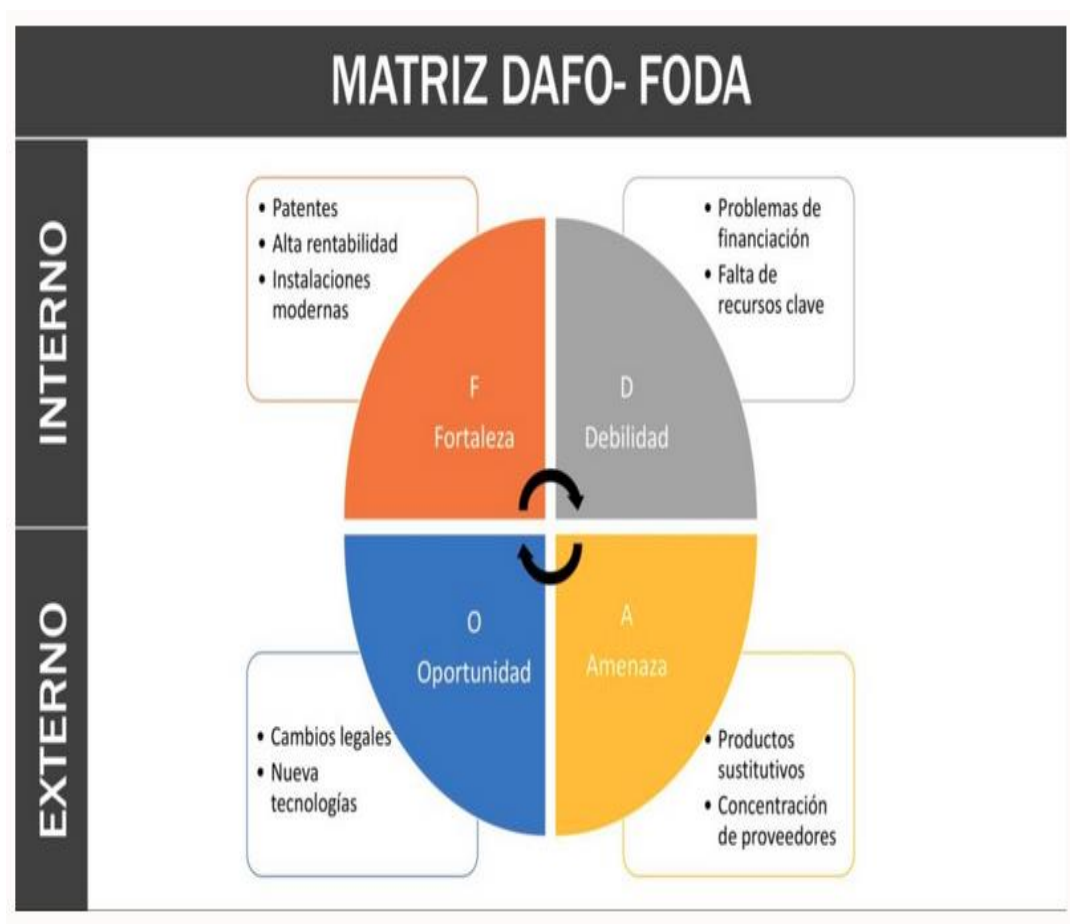 MATRIZ DAFO- FODA
INTERNO
• Patentes
• Alta rentabilidad
• Instalaciones
modernas
F
Fortaleza
• Problemas de
financiación
• Falta de
recursos clave
D
Debilidad
EXTERNO
O
Oportunidad
• Cambios legales
• Nueva
tecnologías
A
Amenaza
• Productos
sustitutivos
• Concentración
de proveedores